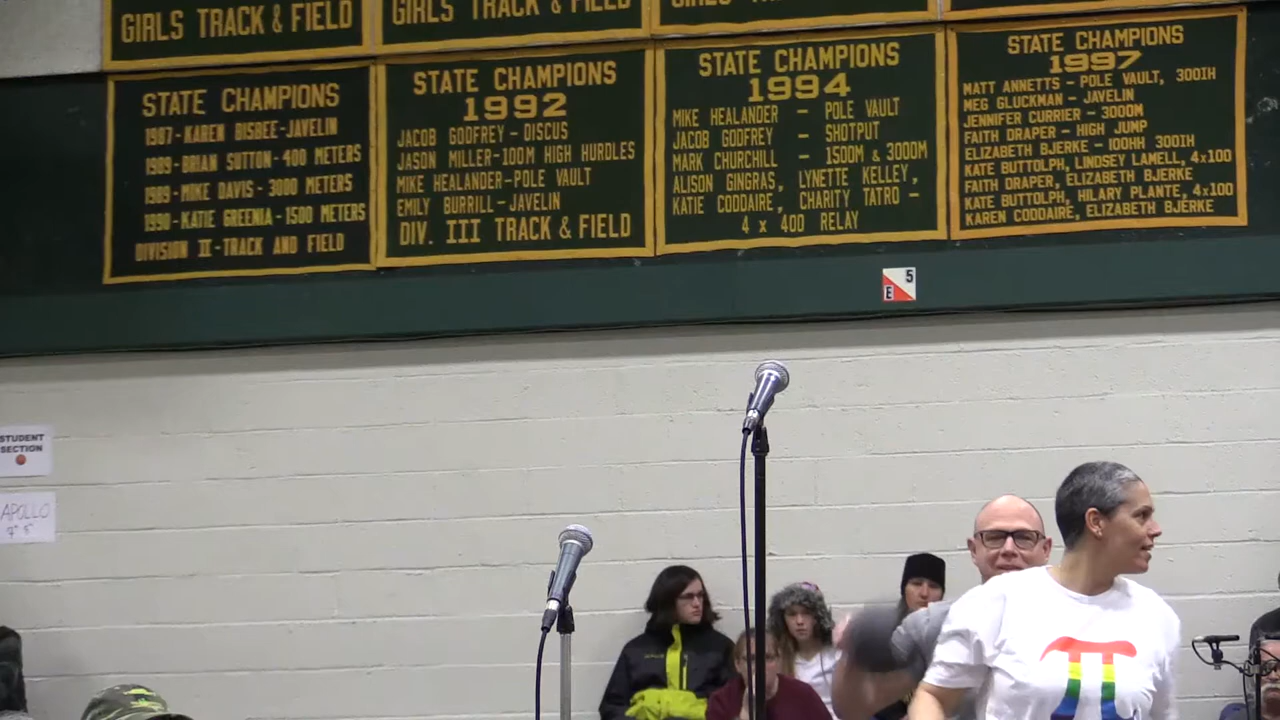 GIRLS TRACK & FIELD
GIRLS TRACK & FIELD
STATE CHAMPIONS
1987-KAREN BISBEE-JAVELIN
1989-BRIAN SUTTON-400 METERS
1989-MIKE DAVIS-3000 METERS
1990-KATIE GREENIA-1500 METERS
DIVISION II-TRACK AND FIELD
STATE CHAMPIONS
1992
JACOB GODFREY-DISCUS
JASON MILLER-100M HIGH HURDLES
MIKE HEALANDER-POLE VAULT
EMILY BURRILL-JAVELIN
DIV. III TRACK & FIELD
STATE CHAMPIONS
1994
MIKE HEALANDER - POLE VAULT
JACOB GODFREY - SHOTPUT
MARK CHURCHILL - 1500M & 3000M
ALISON GINGRAS, LYNETTE KELLEY,
KATIE CODDAIRE, CHARITY TATRO -
4 x 400 RELAY
STATE CHAMPIONS
1997
MATT ANNETTS - POLE VAULT, 300IH
MEG GLUCKMAN - JAVELIN
JENNIFER CURRIER - 3000M
FAITH DRAPER - HIGH JUMP
ELIZABETH BJERKE - 100HH 300IH
KATE BUTTOLPH, LINDSEY LAMELL, 4x100
FAITH DRAPER, ELIZABETH BJERKE
KATE BUTTOLPH, HILARY PLANTE, 4x100
KAREN CODDAIRE, ELIZABETH BJERKE
5
E
STUDENT
SECTION
APOLLO
π